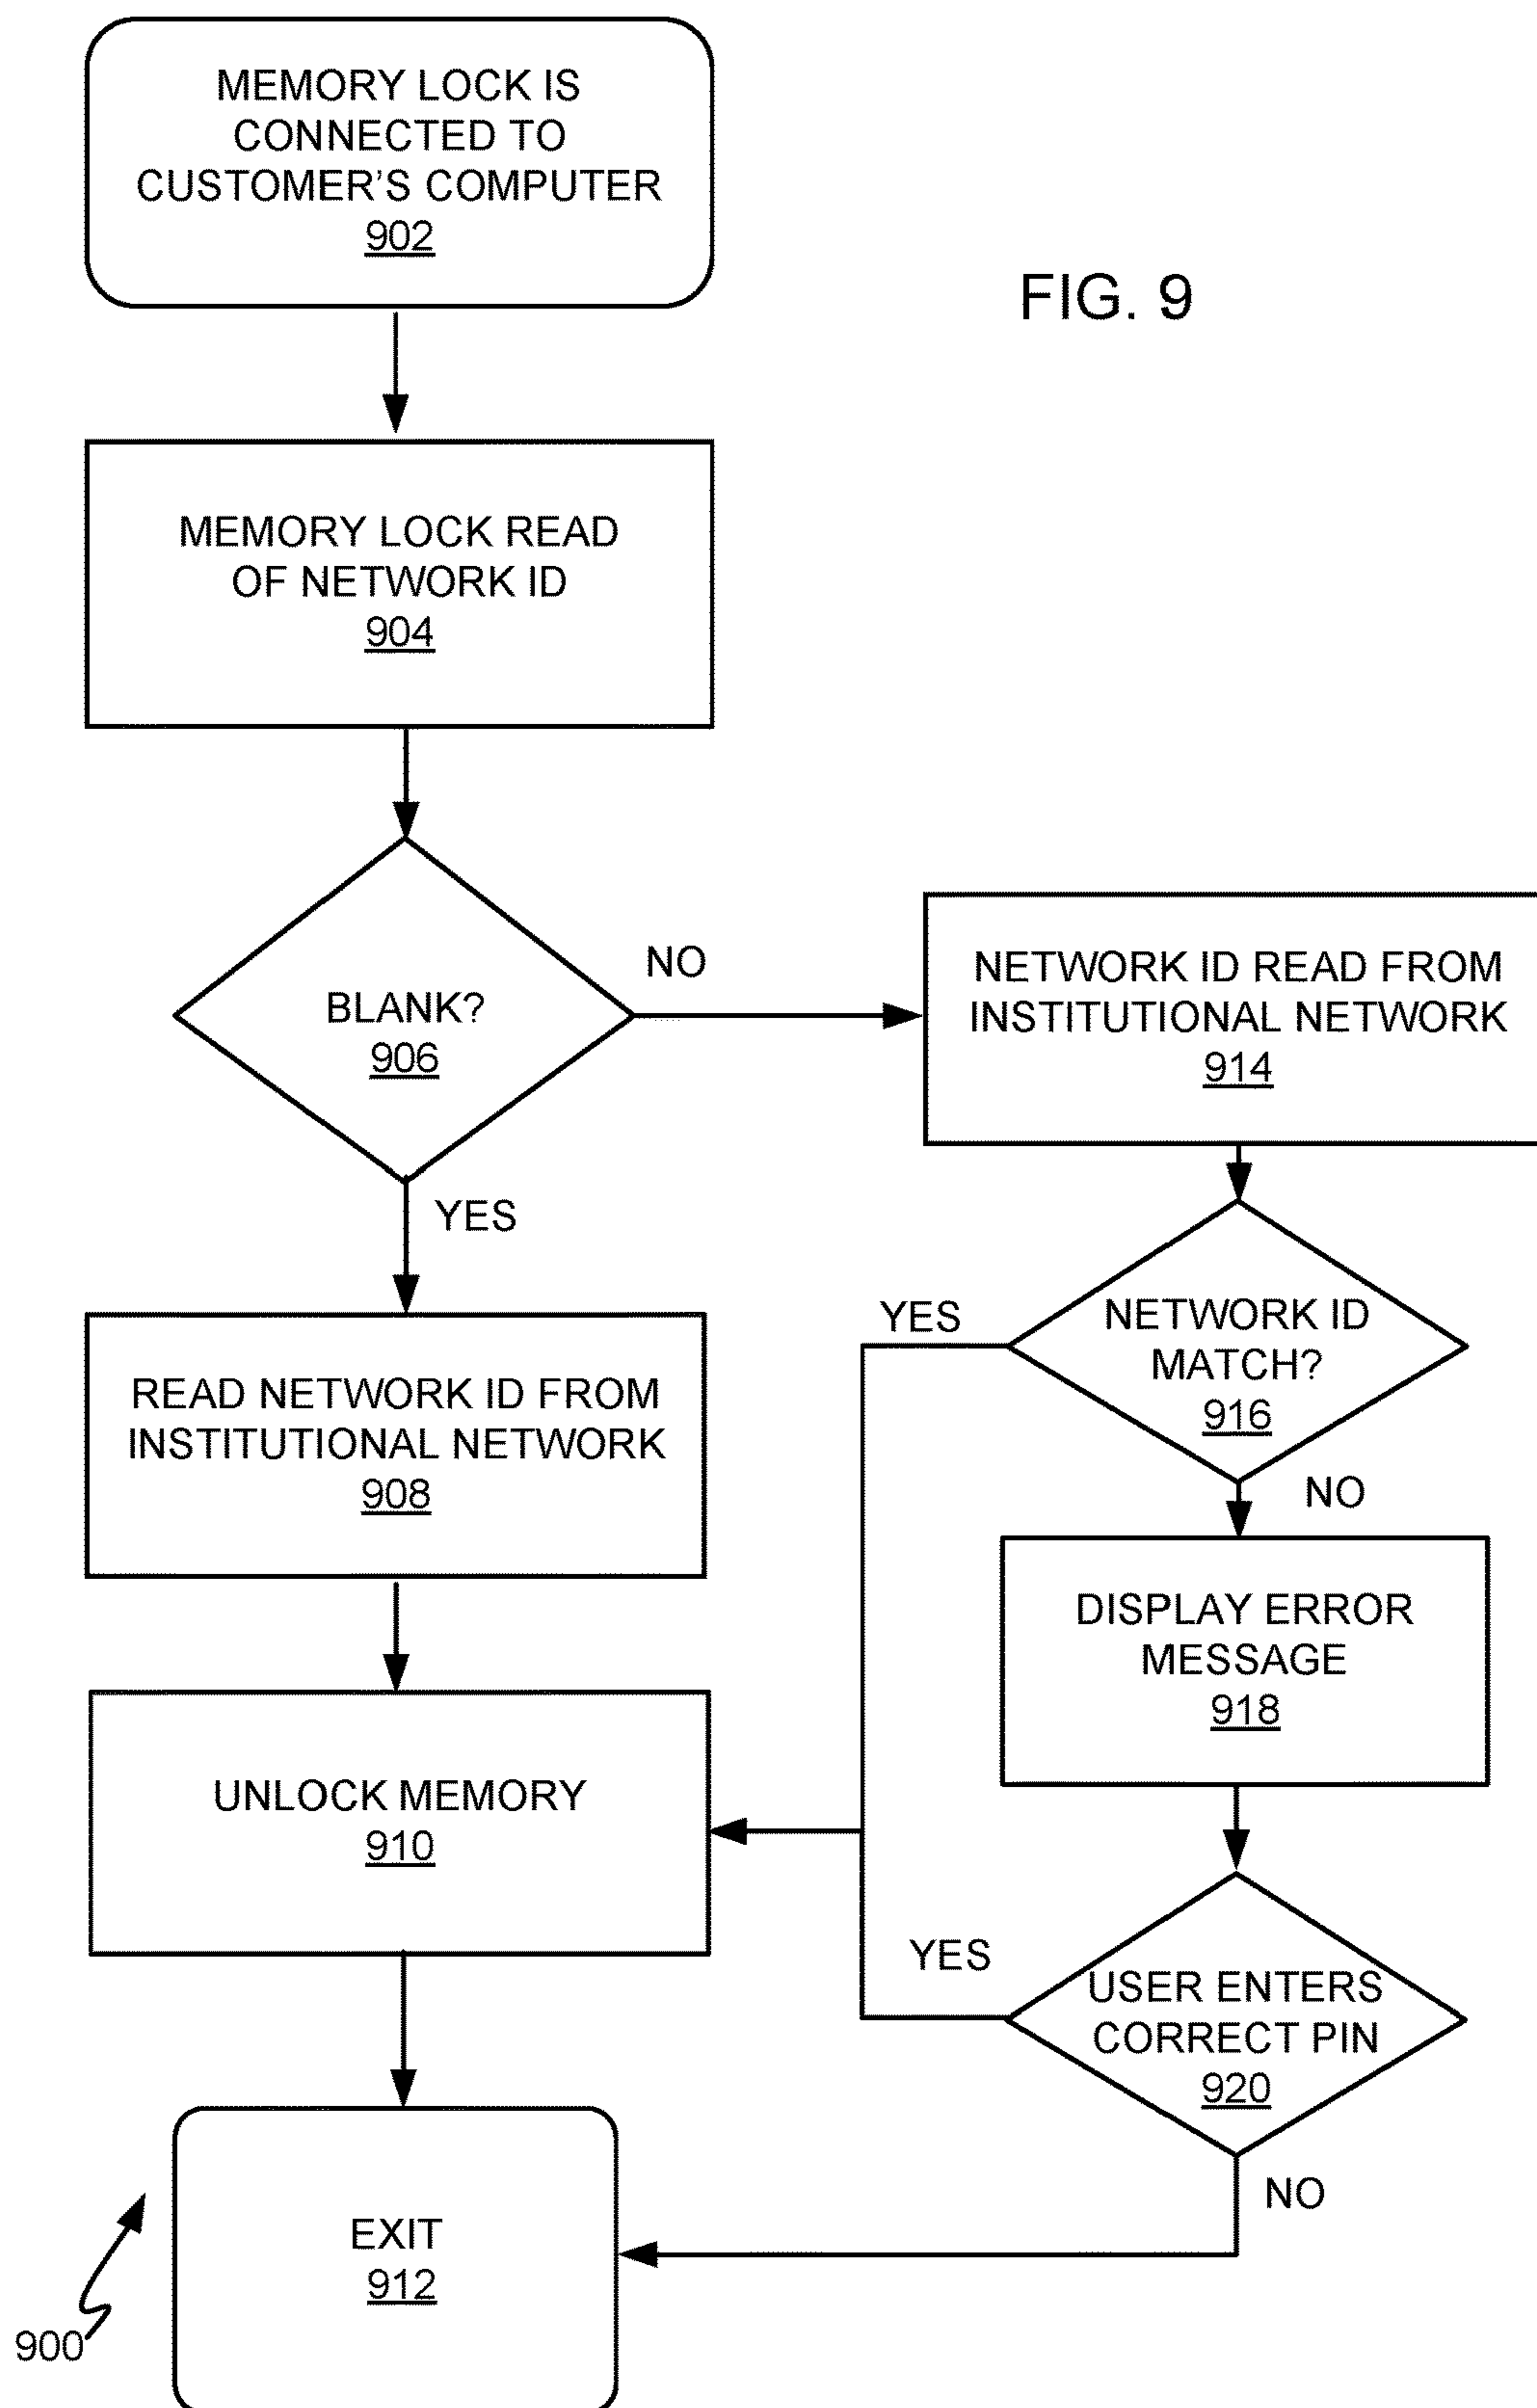 MEMORY LOCK IS
CONNECTED TO
CUSTOMER'S COMPUTER
902
FIG. 9
MEMORY LOCK READ
OF NETWORK ID
904
BLANK?
906
NO
YES
NETWORK ID READ FROM
INSTITUTIONAL NETWORK
914
NETWORK ID
MATCH?
916
YES
NO
READ NETWORK ID FROM
INSTITUTIONAL NETWORK
908
DISPLAY ERROR
MESSAGE
918
UNLOCK MEMORY
910
USER ENTERS
CORRECT PIN
920
YES
NO
EXIT
912
900